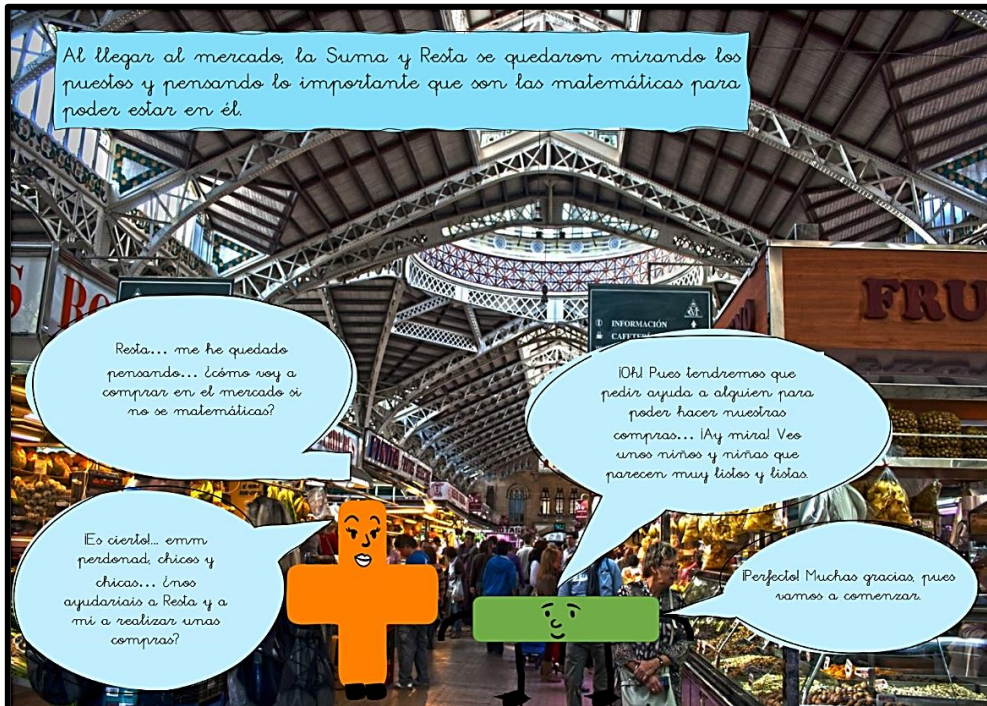 Al llegar al mercado, la Suma y Resta se quedaron mirando los
puestos y pensando lo importante que son las matemáticas para
poder estar en él.
Resta... me he quedado
pensando... ¿cómo voy a
comprar en el mercado si
no se matemáticas?
¡Oh! Pues tendremos que
pedir ayuda a alguien para
poder hacer nuestras
compras... ¡Ay mira! Veo
unos niños y niñas que
parecen muy listos y listas.
¡Es cierto!... emm
perdonad, chicos y
chicas... ¿nos
ayudariais a Resta y a
mi a realizar unas
compras?
¡Perfecto! Muchas gracias, pues
vamos a comenzar.
INFORMACIÓN
FRU